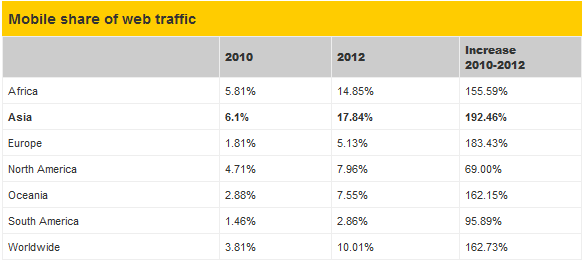 Mobile share of web traffic
2010 2012 Increase
2010-2012
Africa 5.81% 14.85% 155.59%
Asia 6.1% 17.84% 192.46%
Europe 1.81% 5.13% 183.43%
North America 4.71% 7.96% 69.00%
Oceania 2.88% 7.55% 162.15%
South America 1.46% 2.86% 95.89%
Worldwide 3.81% 10.01% 162.73%